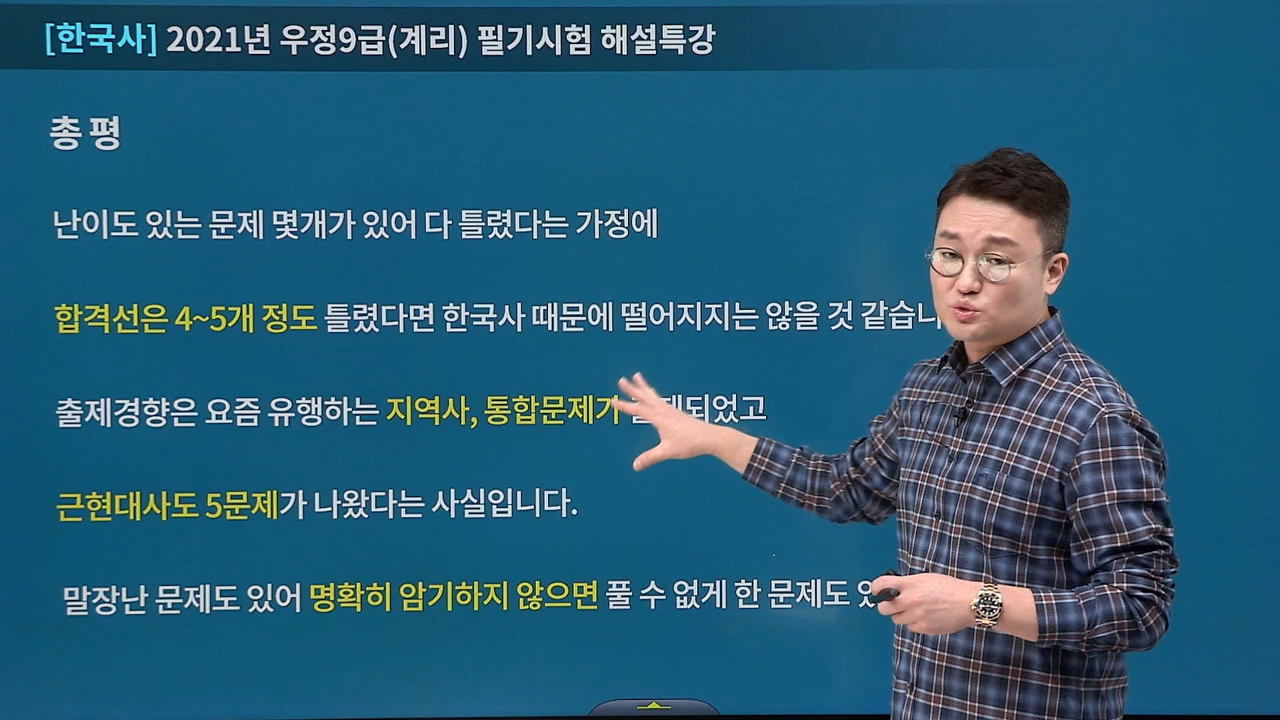 [한국사] 2021년 우정9급(계리) 필기시험 해설특강
총 평
난이도 있는 문제 몇개가 있어 다 틀렸다는 가정에
합격선은 4~5개 정도 틀렸다면 한국사 때문에 떨어지지는 않을 것
출제경향은 요즘 유행하는 지역사, 통합문제가
근현대사도 5문제가 나왔다는 사실입니다.
말장난 문제도 있어 명확히 암기하지 않으면 풀 수 없게 한 문제도